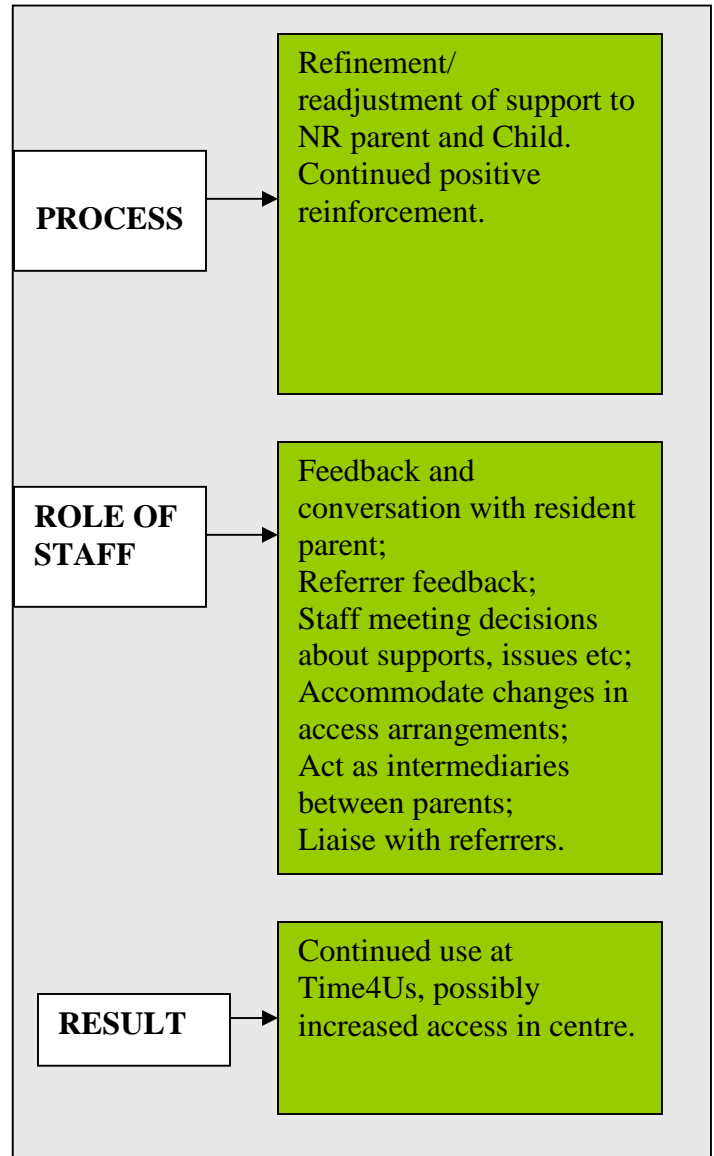 PROCESS
Refinement/
readjustment of support to
NR parent and Child.
Continued positive
reinforcement.
ROLE OF
STAFF
Feedback and
conversation with resident
parent;
Referrer feedback;
Staff meeting decisions
about supports, issues etc;
Accommodate changes in
access arrangements;
Act as intermediaries
between parents;
Liaise with referrers.
RESULT
Continued use at
Time4Us, possibly
increased access in centre.